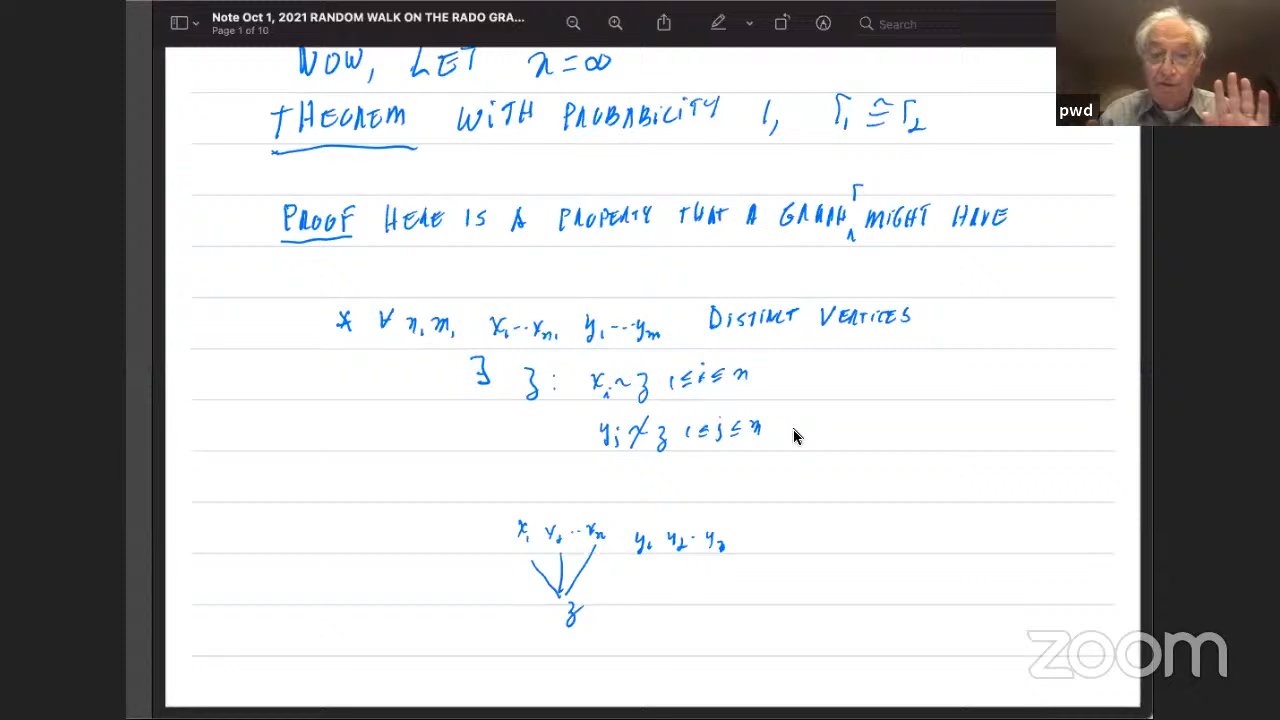 Note Oct 1, 2021 RANDOM WALK ON THE RADO GRA...
Page 1 of 10
Search
pwd
NOW, LET n = ∞
THEOREM WITH PROBABILITY 1, Γ₁ ≅ Γ₂
PROOF HERE IS A PROPERTY THAT A GRAPH Γ MIGHT HAVE
* ∀ n, m, x₁ ·· xₙ, y₁ ··· yₘ DISTINCT VERTICES
∃ z : xᵢ ~ z 1 ≤ i ≤ n
yⱼ ≁ z 1 ≤ j ≤ m
x₁ x₂ ·· xₙ y₁ y₂ ·
z
zoom